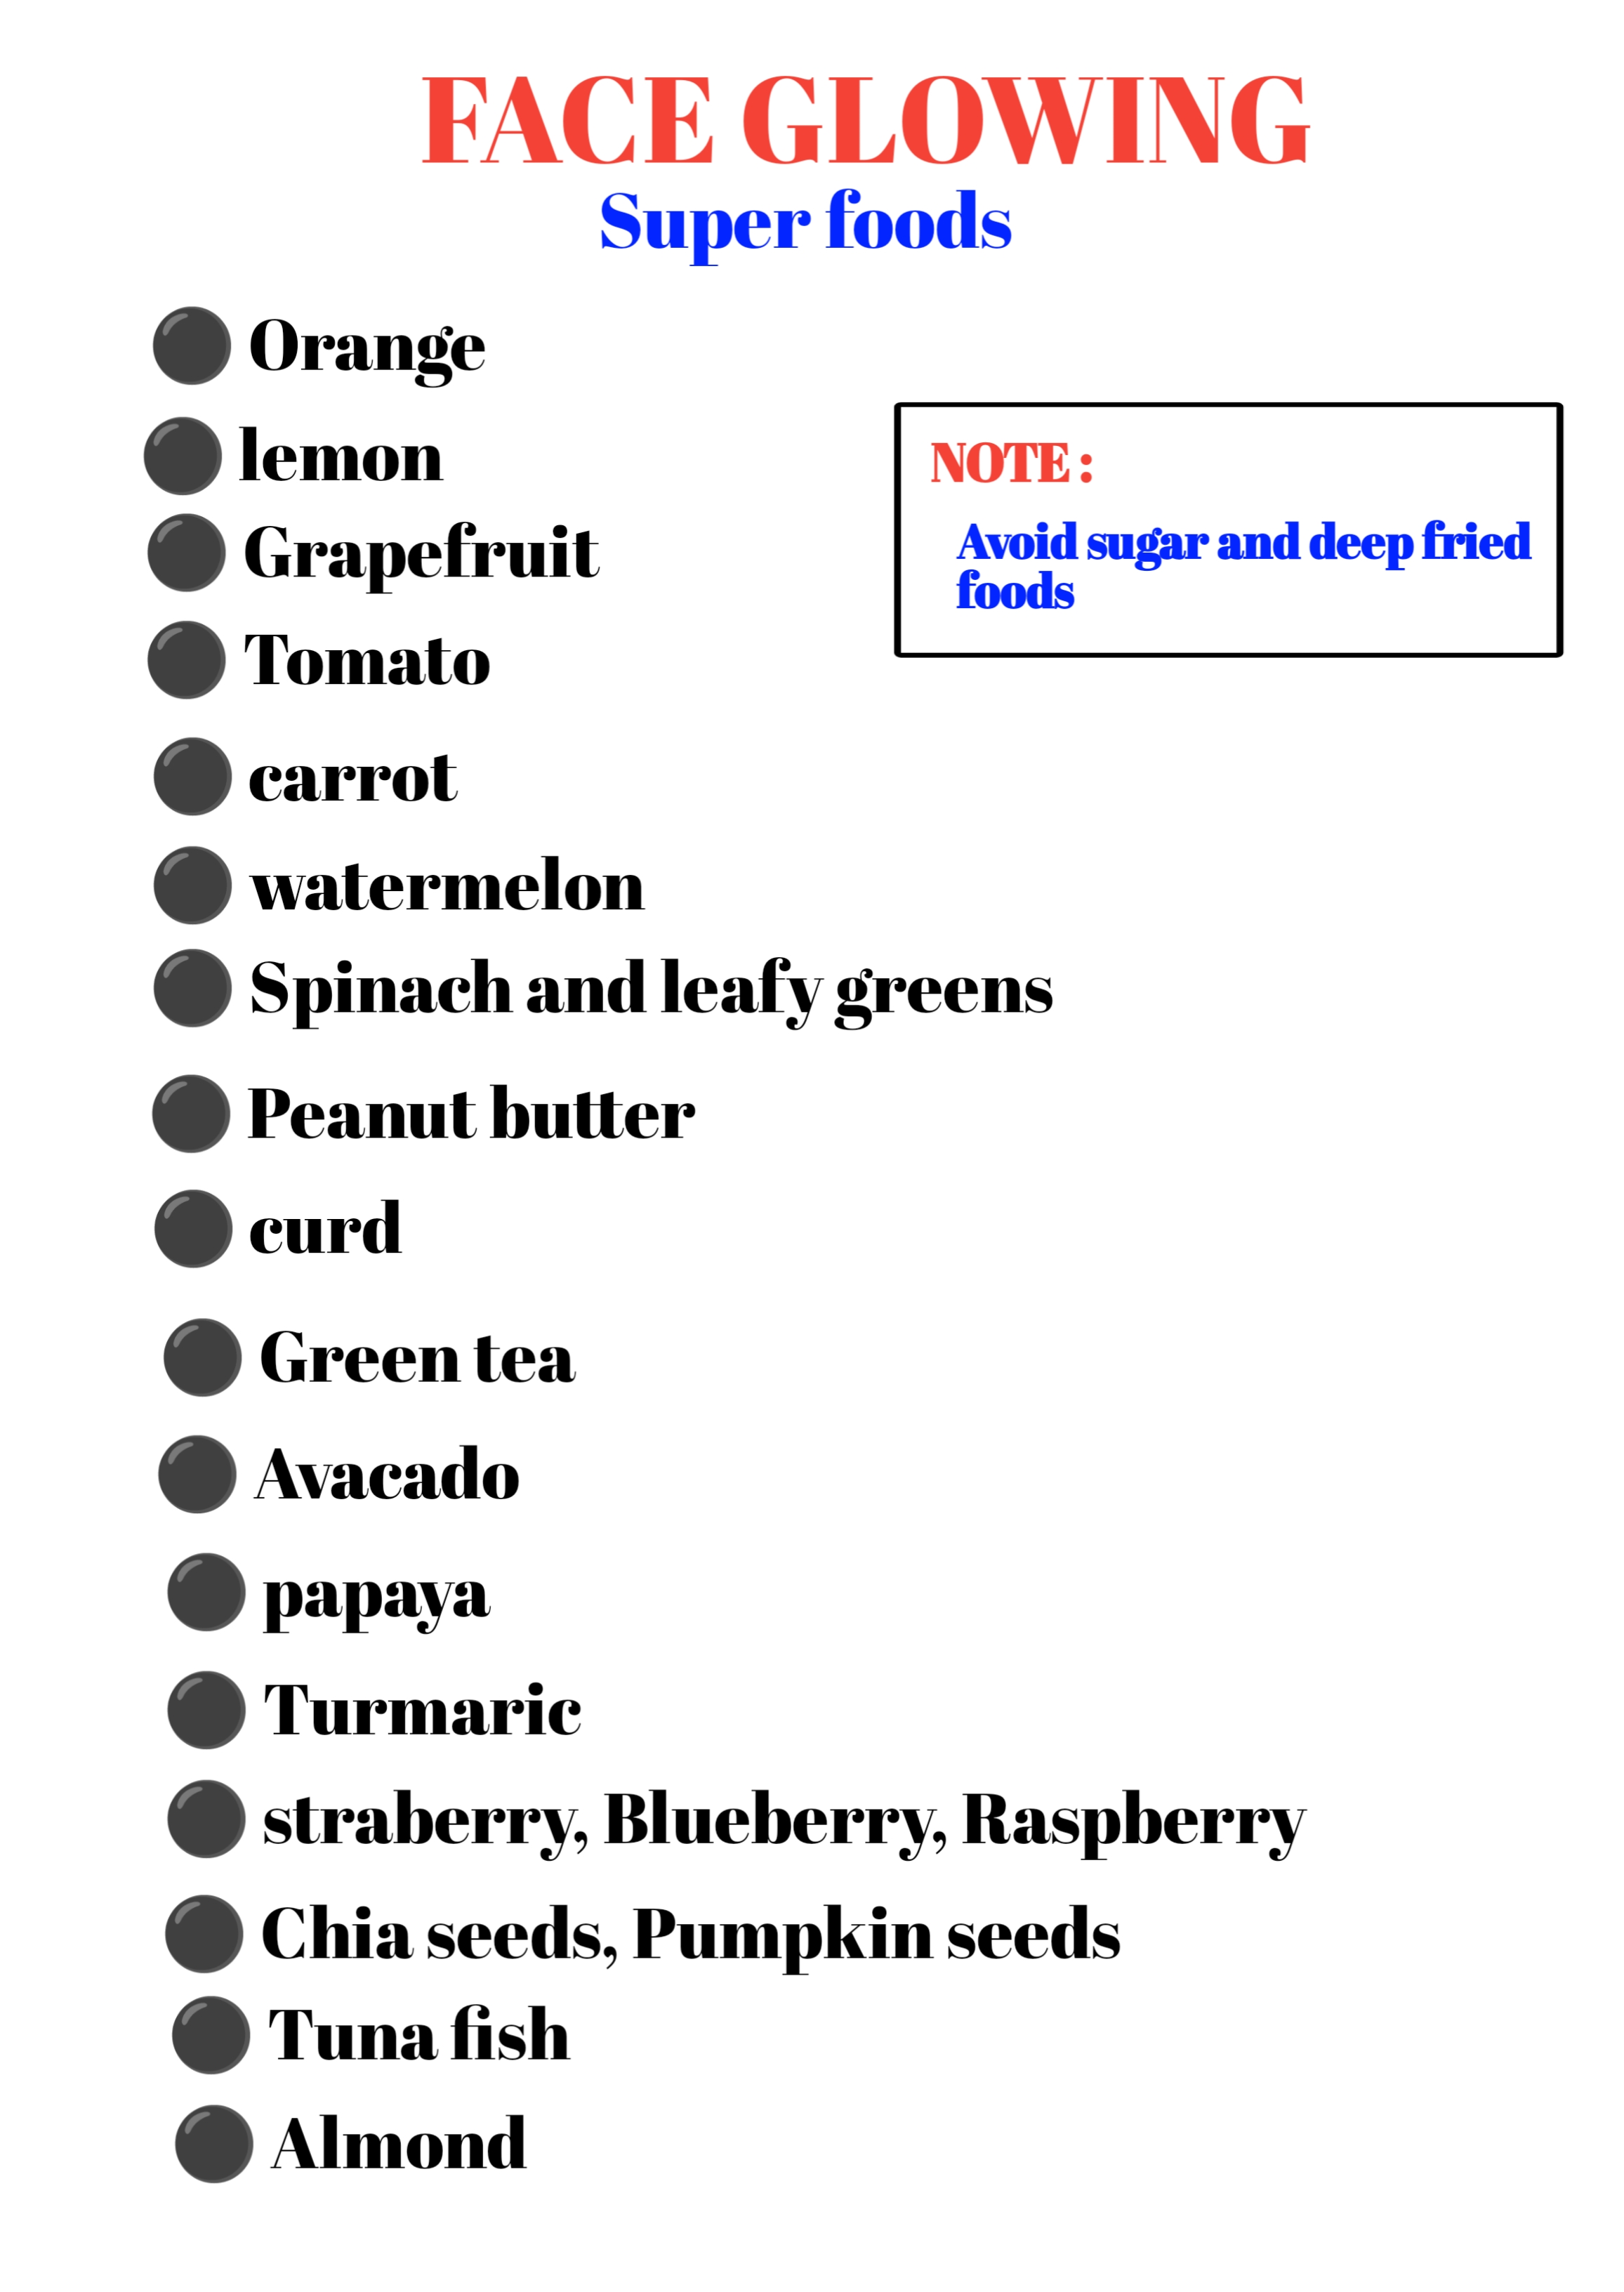 FACE GLOWING
Super foods
Orange
lemon
Grapefruit
Tomato
carrot
watermelon
Spinach and leafy greens
Peanut butter
curd
Green tea
Avacado
papaya
Turmaric
straberry, Blueberry, Raspberry
Chia seeds, Pumpkin seeds
Tuna fish
Almond
NOTE :
Avoid sugar and deep fried
foods